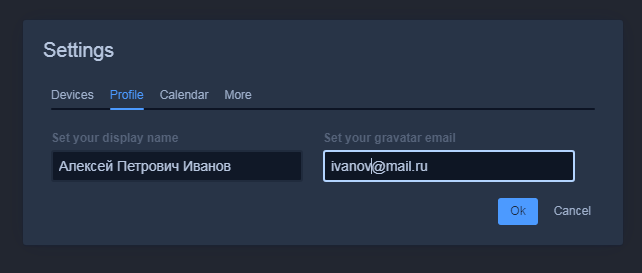 Settings
Devices Profile Calendar More
Set your display name Set your gravatar email
Алексей Петрович Иванов ivanov@mail.ru
Ok Cancel